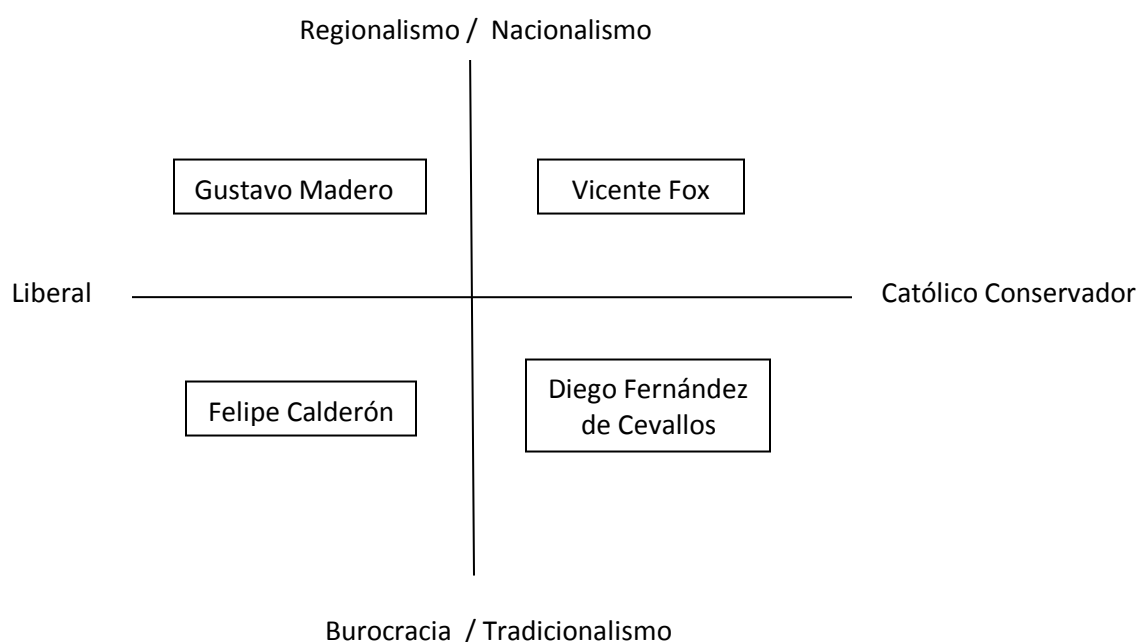 Regionalismo / Nacionalismo
Gustavo Madero
Vicente Fox
Liberal
Católico Conservador
Felipe Calderón
Diego Fernández
de Cevallos
Burocracia / Tradicionalismo